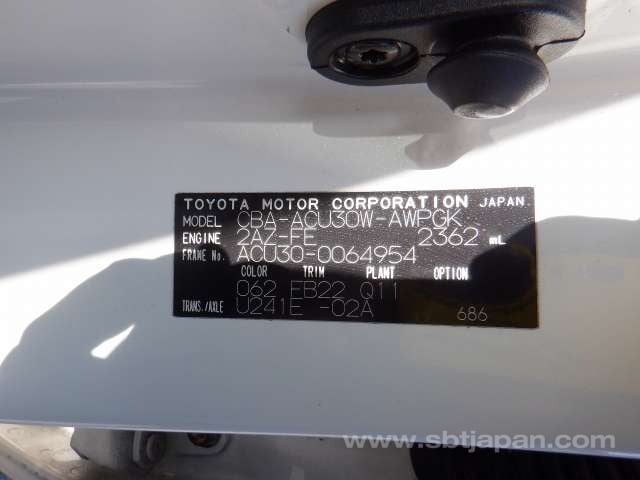 TOYOTA MOTOR CORPORATION JAPAN
MODEL CBA-ACU30W-AWPGK
ENGINE 2AZ-FE 2362 mL
FRAME No. ACU30-0064954
COLOR TRIM PLANT OPTION
062 FB22 Q11
TRANS./AXLE U241E -02A
686
www.sbtjapan.com